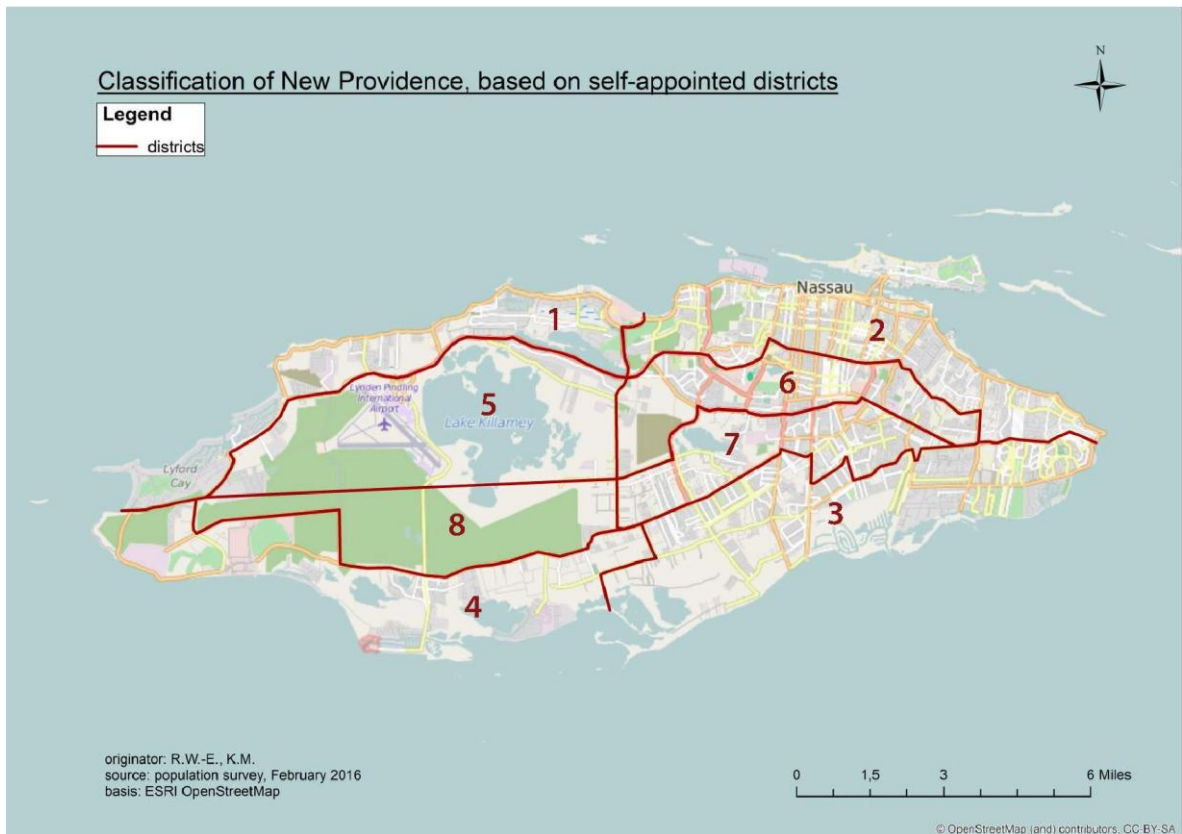 N
Classification of New Providence, based on self-appointed districts
Legend
districts
Nassau
1
2
6
Lynden Pindling
International
Airport
5
Lake Killarney
7
Lyford
Cay
8
3
4
originator: R.W.-E., K.M.
source: population survey, February 2016
basis: ESRI OpenStreetMap
0 1,5 3 6 Miles
© OpenStreetMap (and) contributors, CC-BY-SA